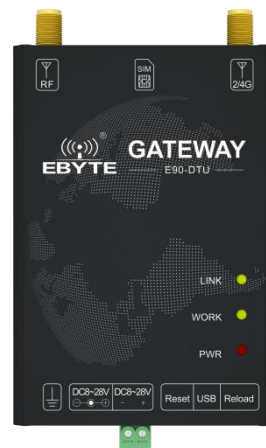 RF
SIM
2/4G
EBYTE®
GATEWAY
E90-DTU
LINK
WORK
PWR
DC8~28V DC8~28V
- + - +
Reset USB Reload